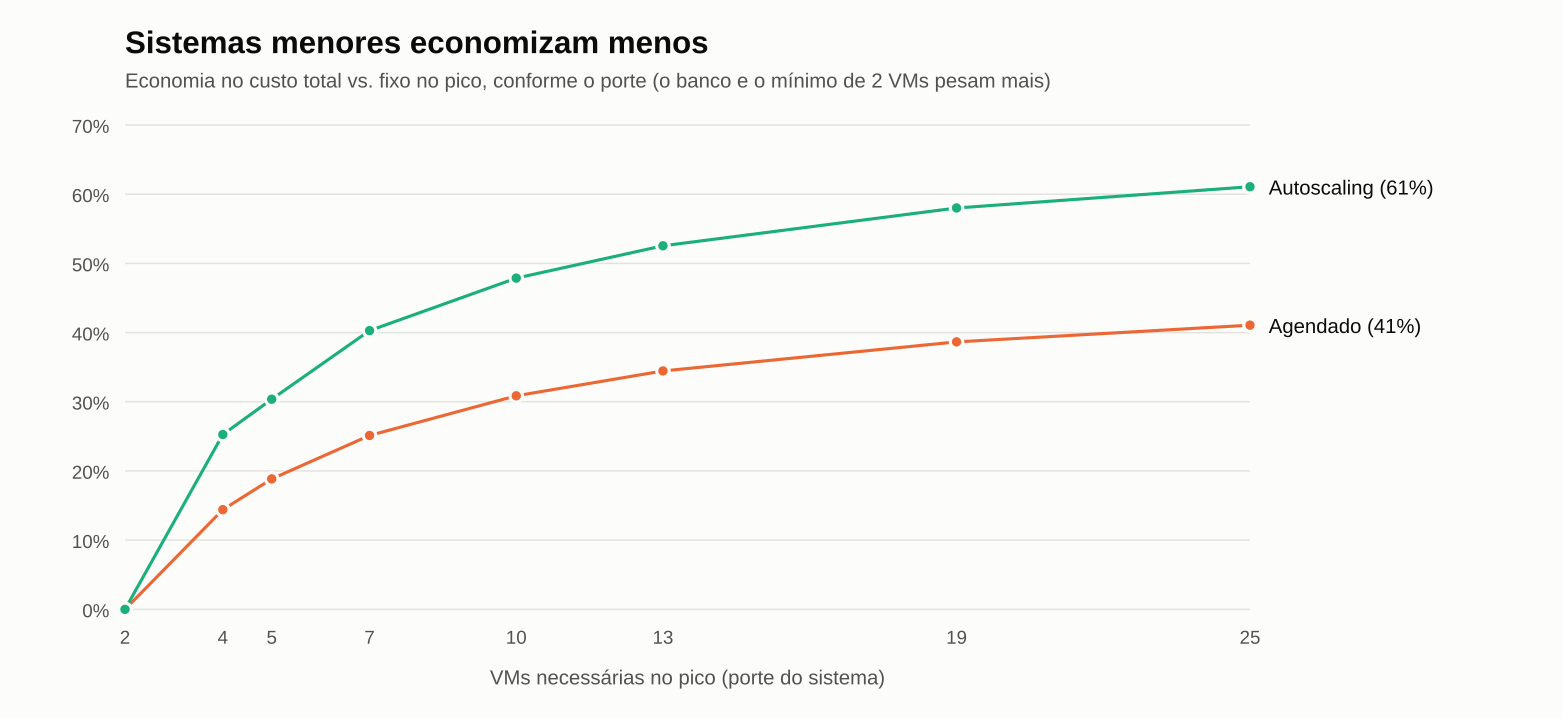 Sistemas menores economizam menos
Economia no custo total vs. fixo no pico, conforme o porte (o banco e o mínimo de 2 VMs pesam mais)
70%
60%
50%
40%
30%
20%
10%
0%
Autoscaling (61%)
Agendado (41%)
2 4 5 7 10 13 19 25
VMs necessárias no pico (porte do sistema)